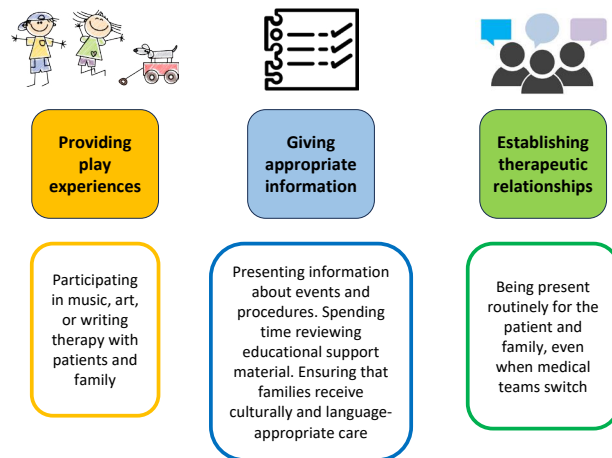 Providing
play
experiences
Giving
appropriate
information
Establishing
therapeutic
relationships
Participating
in music, art,
or writing
therapy with
patients and
family
Presenting information
about events and
procedures. Spending
time reviewing
educational support
material. Ensuring that
families receive
culturally and language-
appropriate care
Being present
routinely for the
patient and
family, even
when medical
teams switch